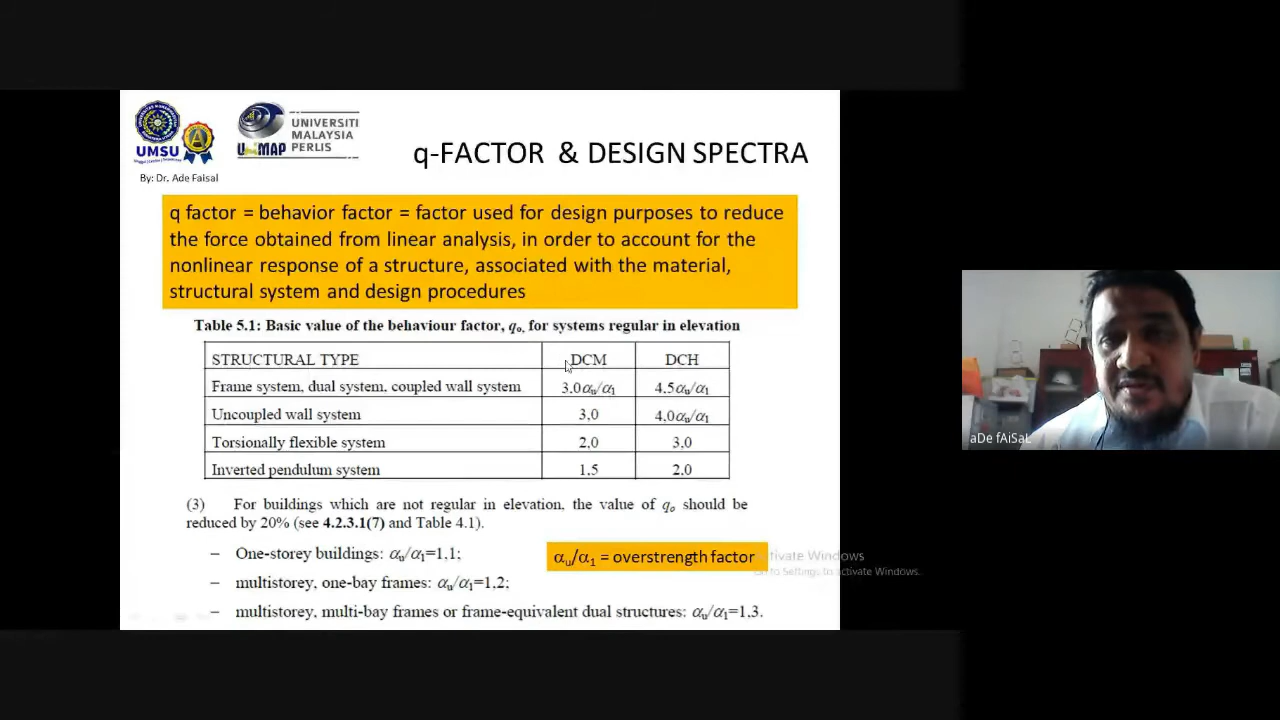 UMSU
UniMAP
UNIVERSITI
MALAYSIA
PERLIS
By: Dr. Ade Faisal
q-FACTOR & DESIGN SPECTRA
q factor = behavior factor = factor used for design purposes to reduce
the force obtained from linear analysis, in order to account for the
nonlinear response of a structure, associated with the material,
structural system and design procedures
Table 5.1: Basic value of the behaviour factor, qₒ, for systems regular in elevation
STRUCTURAL TYPE DCM DCH
Frame system, dual system, coupled wall system 3.0αᵤ/α₁ 4.5αᵤ/α₁
Uncoupled wall system 3,0 4.0αᵤ/α₁
Torsionally flexible system 2,0 3,0
Inverted pendulum system 1.5 2,0
(3) For buildings which are not regular in elevation, the value of qₒ should be
reduced by 20% (see 4.2.3.1(7) and Table 4.1).
– One-storey buildings: αᵤ/α₁=1,1;
αᵤ/α₁ = overstrength factor
– multistorey, one-bay frames: αᵤ/α₁=1,2;
– multistorey, multi-bay frames or frame-equivalent dual structures: αᵤ/α₁=1,3.
tivate Windows
to Settings to activate Windows.
aDe fAiSaL